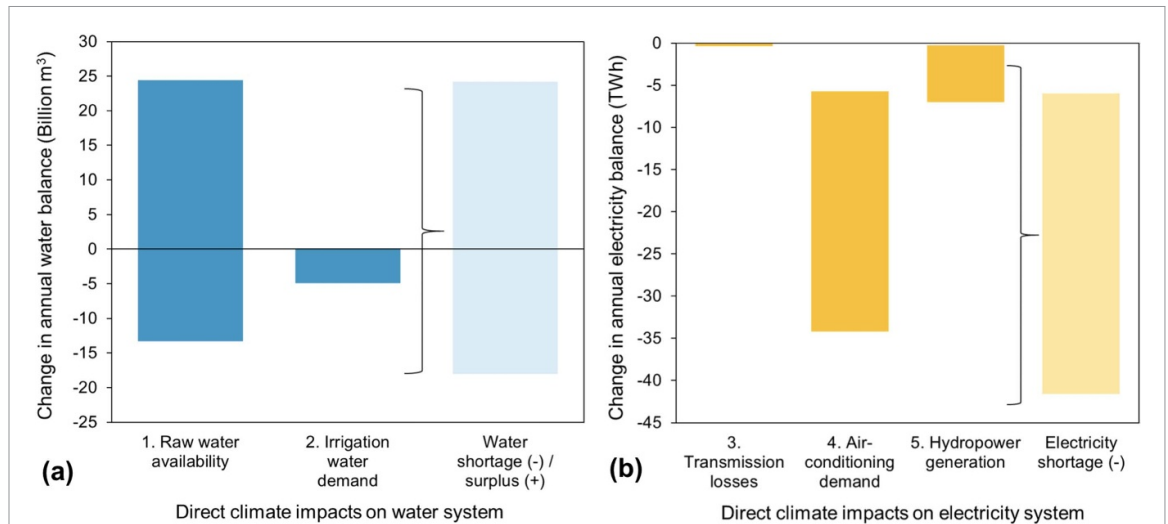 Change in annual water balance (Billion m³)
30
25
20
15
10
5
0
-5
-10
-15
-20
-25
1. Raw water
availability
2. Irrigation
water
demand
Water
shortage (-) /
surplus (+)
(a)
Direct climate impacts on water system
Change in annual electricity balance (TWh)
0
-5
-10
-15
-20
-25
-30
-35
-40
-45
3.
Transmission
losses
4. Air-
conditioning
demand
5. Hydropower
generation
Electricity
shortage (-)
(b)
Direct climate impacts on electricity system